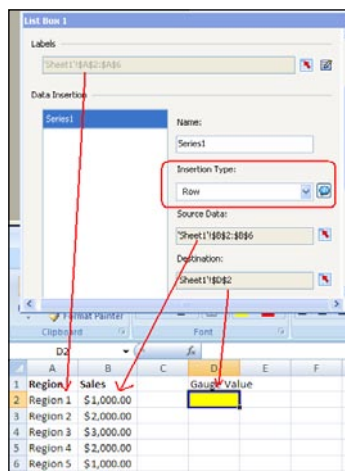 List Box 1
Labels
'Sheet1'!$A$2:$A$6
Data Insertion
Series1
Name:
Series1
Insertion Type:
Row
Source Data:
'Sheet1'!$B$2:$B$6
Destination:
'Sheet1'!$D$2
Format Painter
Clipboard
Font
D2
fx
A B C D E F
1 Region Sales Gauge Value
2 Region 1 $1,000.00
3 Region 2 $2,000.00
4 Region 3 $3,000.00
5 Region 4 $2,000.00
6 Region 5 $1,000.00